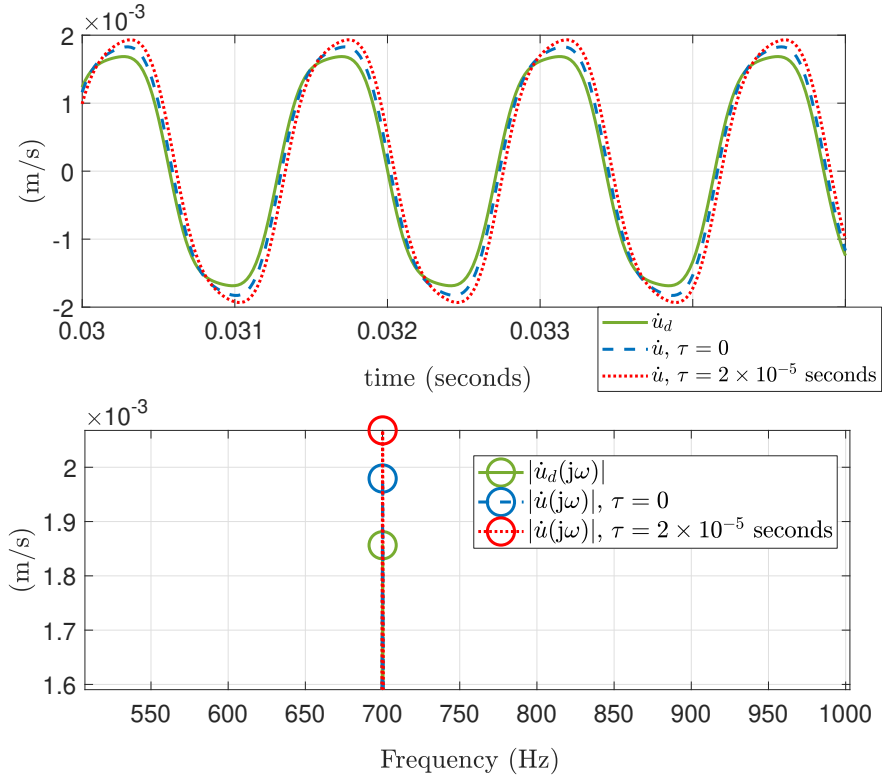 ×10⁻³
2
1
0
-1
-2
(m/s)
0.03
0.031
0.032
0.033
time (seconds)
u̇_d
u̇, τ = 0
u̇, τ = 2 × 10⁻⁵ seconds
×10⁻³
2
1.9
1.8
1.7
1.6
(m/s)
|u̇_d(jω)|
|u̇(jω)|, τ = 0
|u̇(jω)|, τ = 2 × 10⁻⁵ seconds
550
600
650
700
750
800
850
900
950
1000
Frequency (Hz)